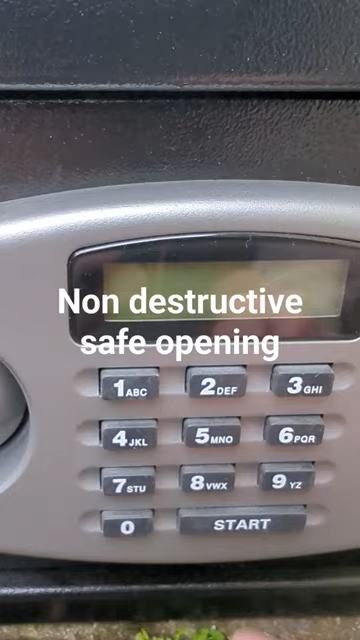 Non destructive
safe opening
1ABC 2DEF 3GHI
4JKL 5MNO 6PQR
7STU 8VWX 9YZ
0 START